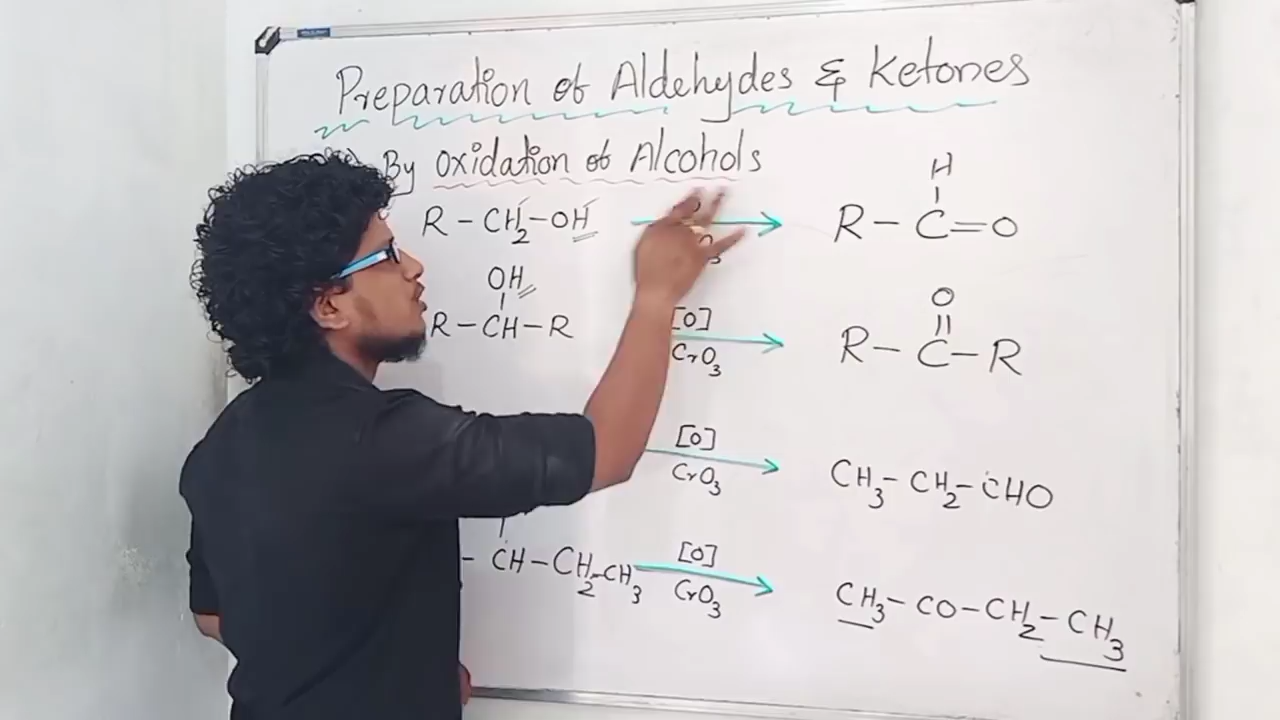 Preparation of Aldehydes & Ketones
By Oxidation of Alcohols
H
R – CH2 – OH → R – C = O
OH
R – CH – R [O] CrO3 → R – C – R
O
[O] CrO3 → CH3 – CH2 – CHO
– CH – CH2 – CH3 [O] CrO3 → CH3 – CO – CH2 – CH3